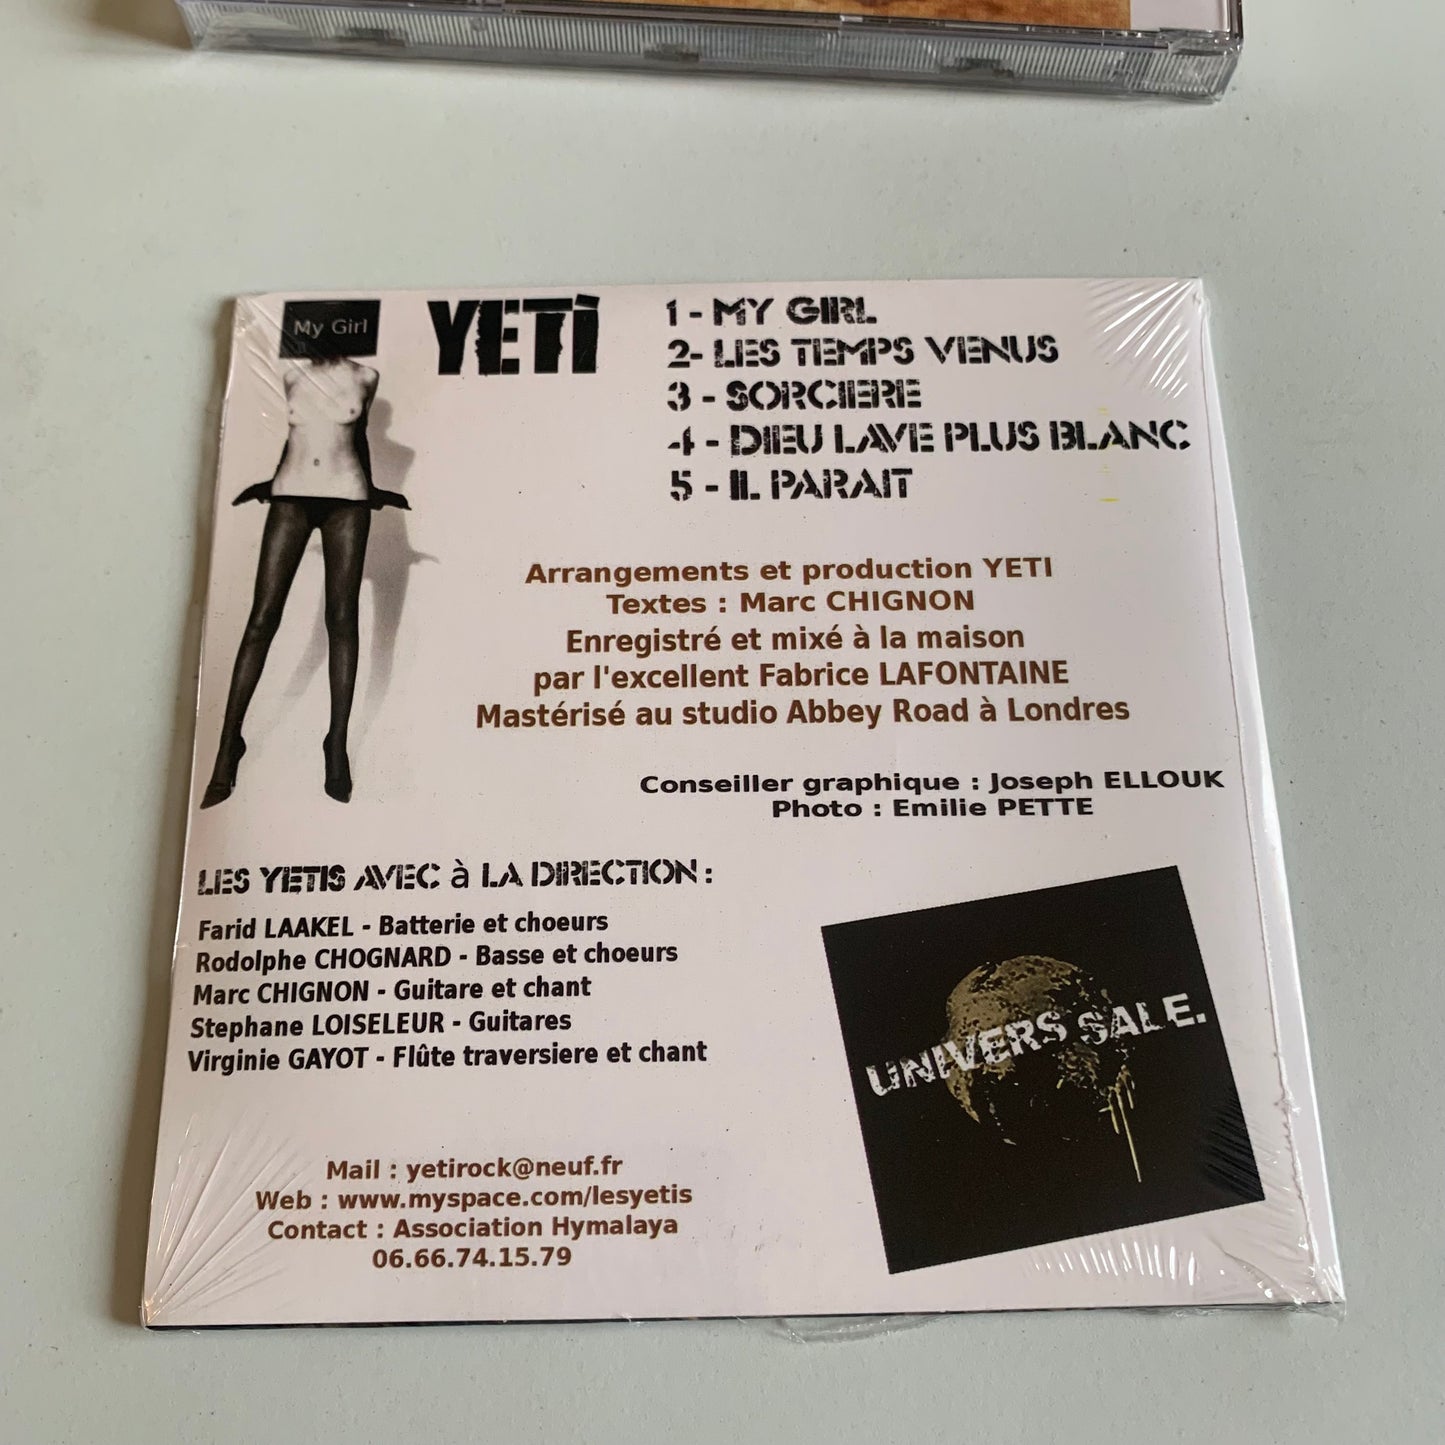 My Girl
YETÌ
1 - MY GIRL
2- LES TEMPS VENUS
3 - SORCIERE
4 - DIEU LAVE PLUS BLANC
5 - IL PARAIT
Arrangements et production YETI
Textes : Marc CHIGNON
Enregistré et mixé à la maison
par l'excellent Fabrice LAFONTAINE
Mastérisé au studio Abbey Road à Londres
Conseiller graphique : Joseph ELLOUK
Photo : Emilie PETTE
LES YETIS AVEC à LA DIRECTION :
Farid LAAKEL - Batterie et choeurs
Rodolphe CHOGNARD - Basse et choeurs
Marc CHIGNON - Guitare et chant
Stephane LOISELEUR - Guitares
Virginie GAYOT - Flûte traversiere et chant
UNIVERS SALE.
Mail : yetirock@neuf.fr
Web : www.myspace.com/lesyetis
Contact : Association Hymalaya
06.66.74.15.79